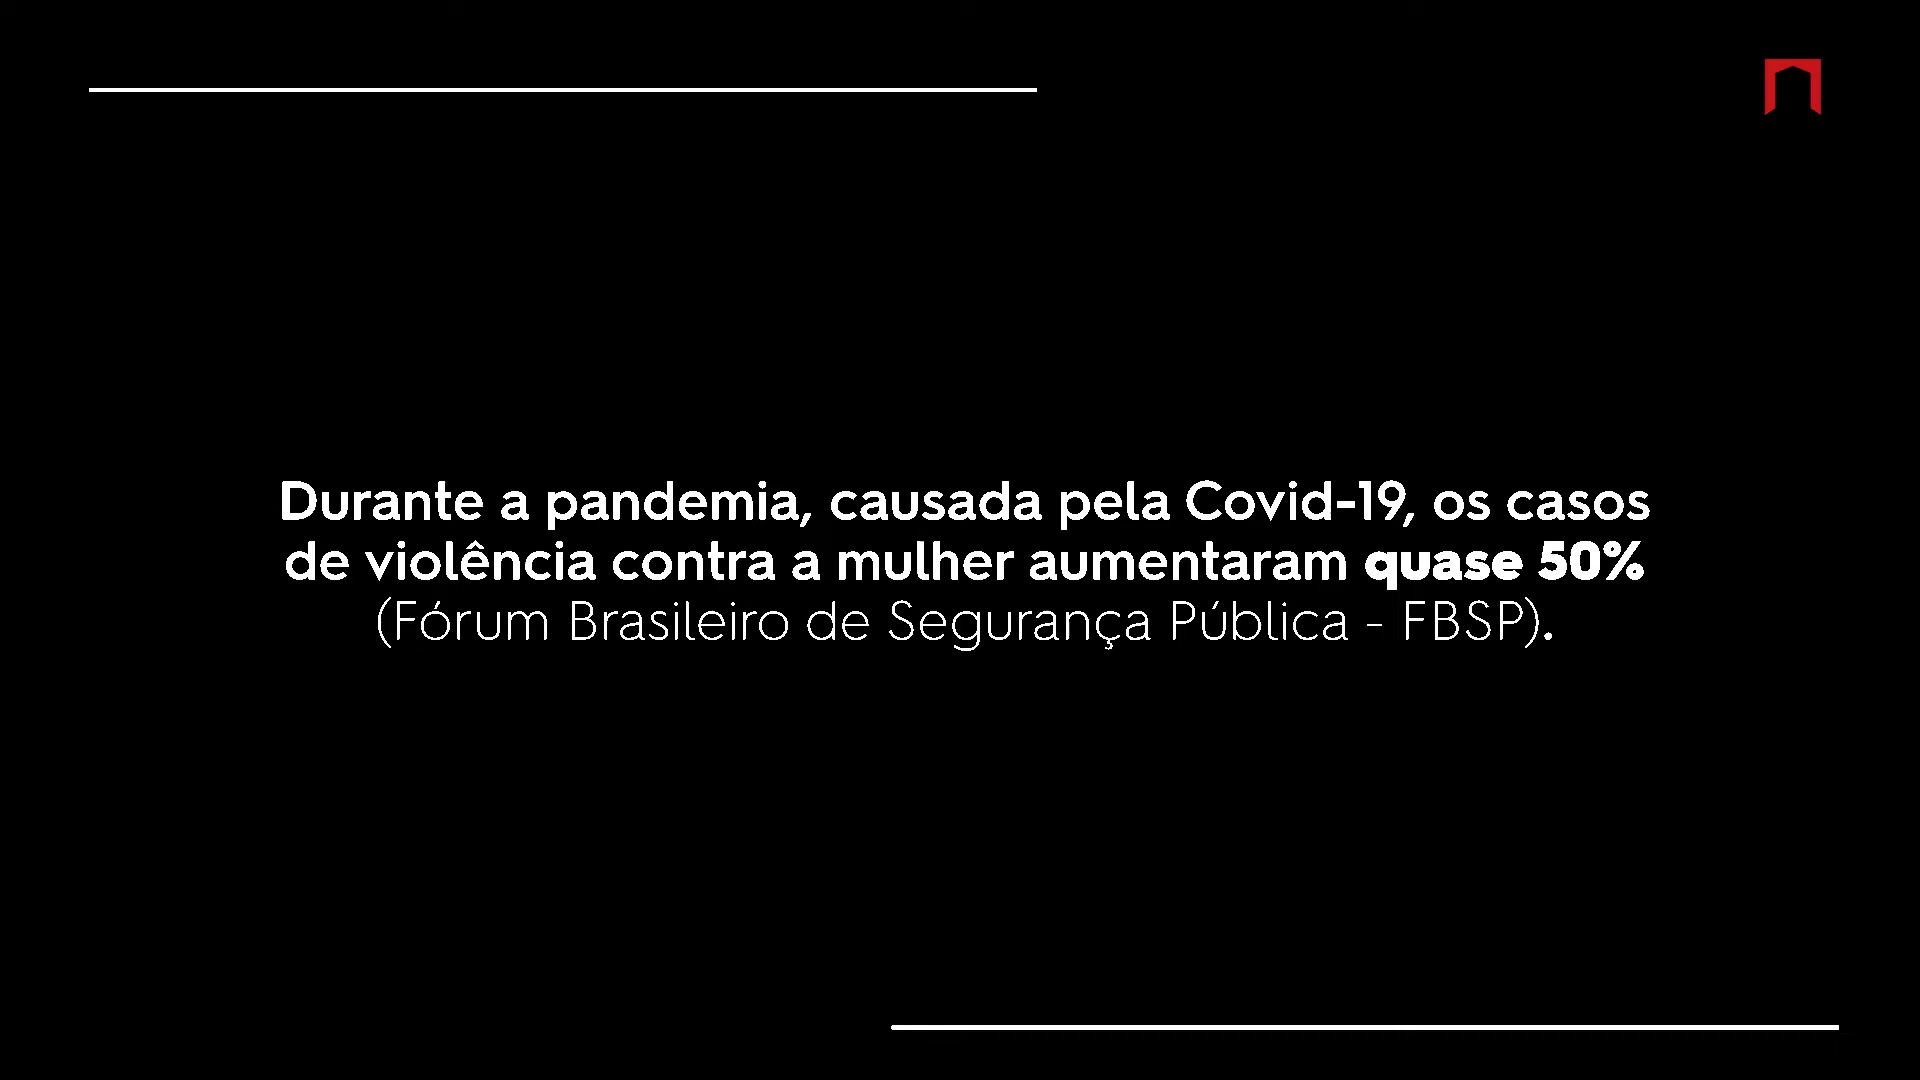 Durante a pandemia, causada pela Covid-19, os casos
de violência contra a mulher aumentaram quase 50%
(Fórum Brasileiro de Segurança Pública - FBSP).